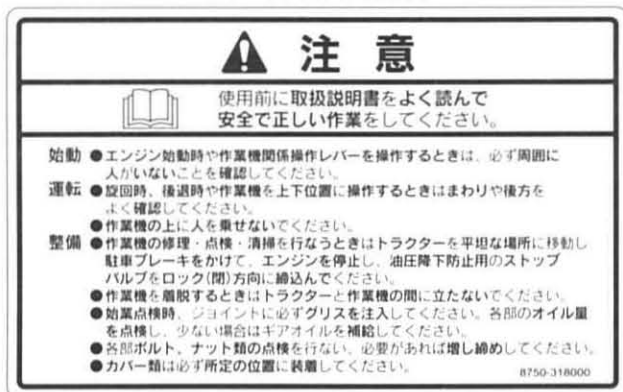 注意
使用前に取扱説明書をよく読んで
安全で正しい作業をしてください。
始動 ●エンジン始動時や作業機関係操作レバーを操作するときは、必ず周囲に
人がいないことを確認してください。
運転 ●旋回時、後退時や作業機を上下位置に操作するときはまわりや後方を
よく確認してください。
●作業機の上に人を乗せないでください。
整備 ●作業機の修理・点検・清掃を行なうときはトラクターを平坦な場所に移動し
駐車ブレーキをかけて、エンジンを停止し、油圧降下防止用のストップ
バルブをロック(閉)方向に締込んでください。
●作業機を着脱するときはトラクターと作業機の間に立たないでください。
●始業点検時、ジョイントに必ずグリスを注入してください。各部のオイル量
を点検し、少ない場合はギアオイルを補給してください。
●各部ボルト、ナット類の点検を行ない、必要があれば増し締めしてください。
●カバー類は必ず所定の位置に装着してください。
8750-318000